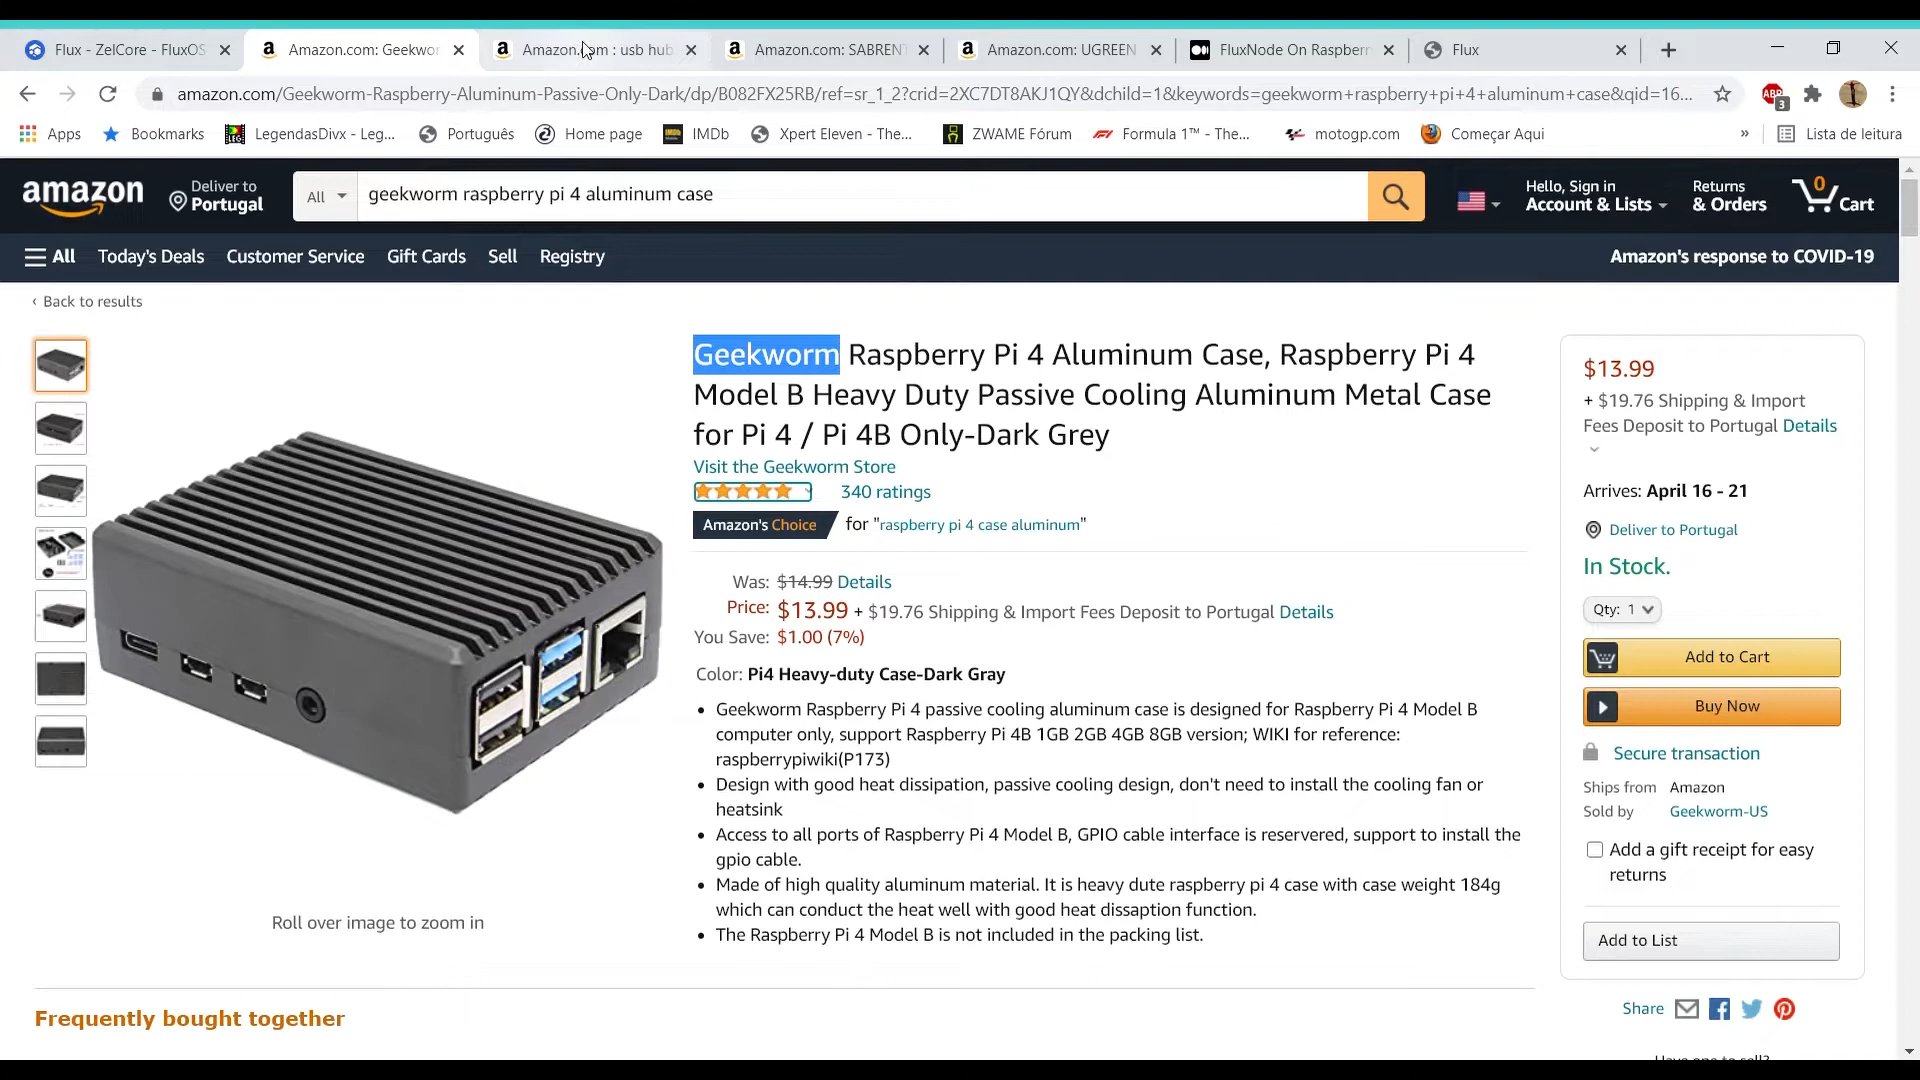 Flux - ZelCore - FluxOS
Amazon.com: Geekwor
Amazon.com : usb hub
Amazon.com: SABRENT
Amazon.com: UGREEN
FluxNode On Raspberr
Flux
amazon.com/Geekworm-Raspberry-Aluminum-Passive-Only-Dark/dp/B082FX25RB/ref=sr_1_2?crid=2XC7DT8AKJ1QY&dchild=1&keywords=geekworm+raspberry+pi+4+aluminum+case&qid=16...
ABP
3
Apps
Bookmarks
LegendasDivx - Leg...
Português
Home page
IMDb
Xpert Eleven - The...
ZWAME Fórum
Formula 1™ - The...
motogp.com
Começar Aqui
»
Lista de leitura
amazon
Deliver to
Portugal
All
geekworm raspberry pi 4 aluminum case
Hello, Sign in
Account & Lists
Returns
& Orders
0
Cart
All
Today's Deals
Customer Service
Gift Cards
Sell
Registry
Amazon's response to COVID-19
‹ Back to results
Geekworm Raspberry Pi 4 Aluminum Case, Raspberry Pi 4
Model B Heavy Duty Passive Cooling Aluminum Metal Case
for Pi 4 / Pi 4B Only-Dark Grey
Visit the Geekworm Store
340 ratings
Amazon's Choice for "raspberry pi 4 case aluminum"
Was: $14.99 Details
Price: $13.99 + $19.76 Shipping & Import Fees Deposit to Portugal Details
You Save: $1.00 (7%)
Color: Pi4 Heavy-duty Case-Dark Gray
• Geekworm Raspberry Pi 4 passive cooling aluminum case is designed for Raspberry Pi 4 Model B
computer only, support Raspberry Pi 4B 1GB 2GB 4GB 8GB version; WIKI for reference:
raspberrypiwiki(P173)
• Design with good heat dissipation, passive cooling design, don't need to install the cooling fan or
heatsink
• Access to all ports of Raspberry Pi 4 Model B, GPIO cable interface is reservered, support to install the
gpio cable.
• Made of high quality aluminum material. It is heavy dute raspberry pi 4 case with case weight 184g
which can conduct the heat well with good heat dissaption function.
• The Raspberry Pi 4 Model B is not included in the packing list.
Roll over image to zoom in
$13.99
+ $19.76 Shipping & Import
Fees Deposit to Portugal Details
Arrives: April 16 - 21
Deliver to Portugal
In Stock.
Qty: 1
Add to Cart
Buy Now
Secure transaction
Ships from Amazon
Sold by Geekworm-US
Add a gift receipt for easy
returns
Add to List
Share
Frequently bought together
Have one to sell?